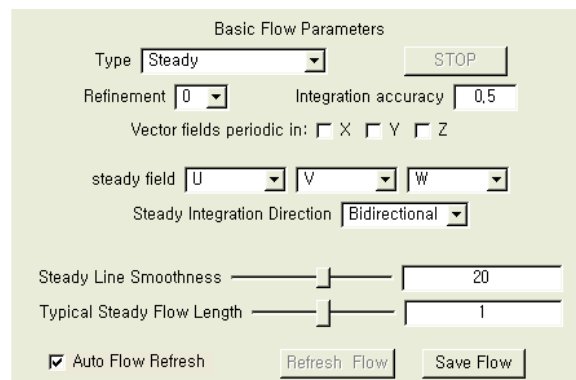 Basic Flow Parameters
Type Steady STOP
Refinement 0 Integration accuracy 0,5
Vector fields periodic in: X Y Z
steady field U V W
Steady Integration Direction Bidirectional
Steady Line Smoothness 20
Typical Steady Flow Length 1
Auto Flow Refresh Refresh Flow Save Flow